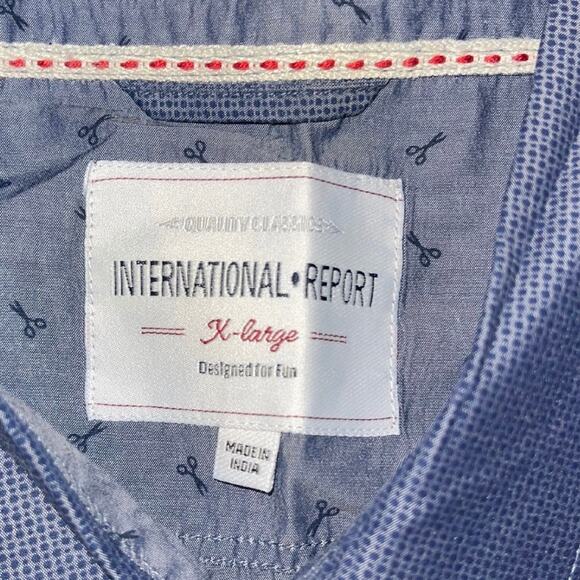 QUALITY CLASSICS
INTERNATIONAL • REPORT
X-large
Designed for Fun
MADE IN
INDIA